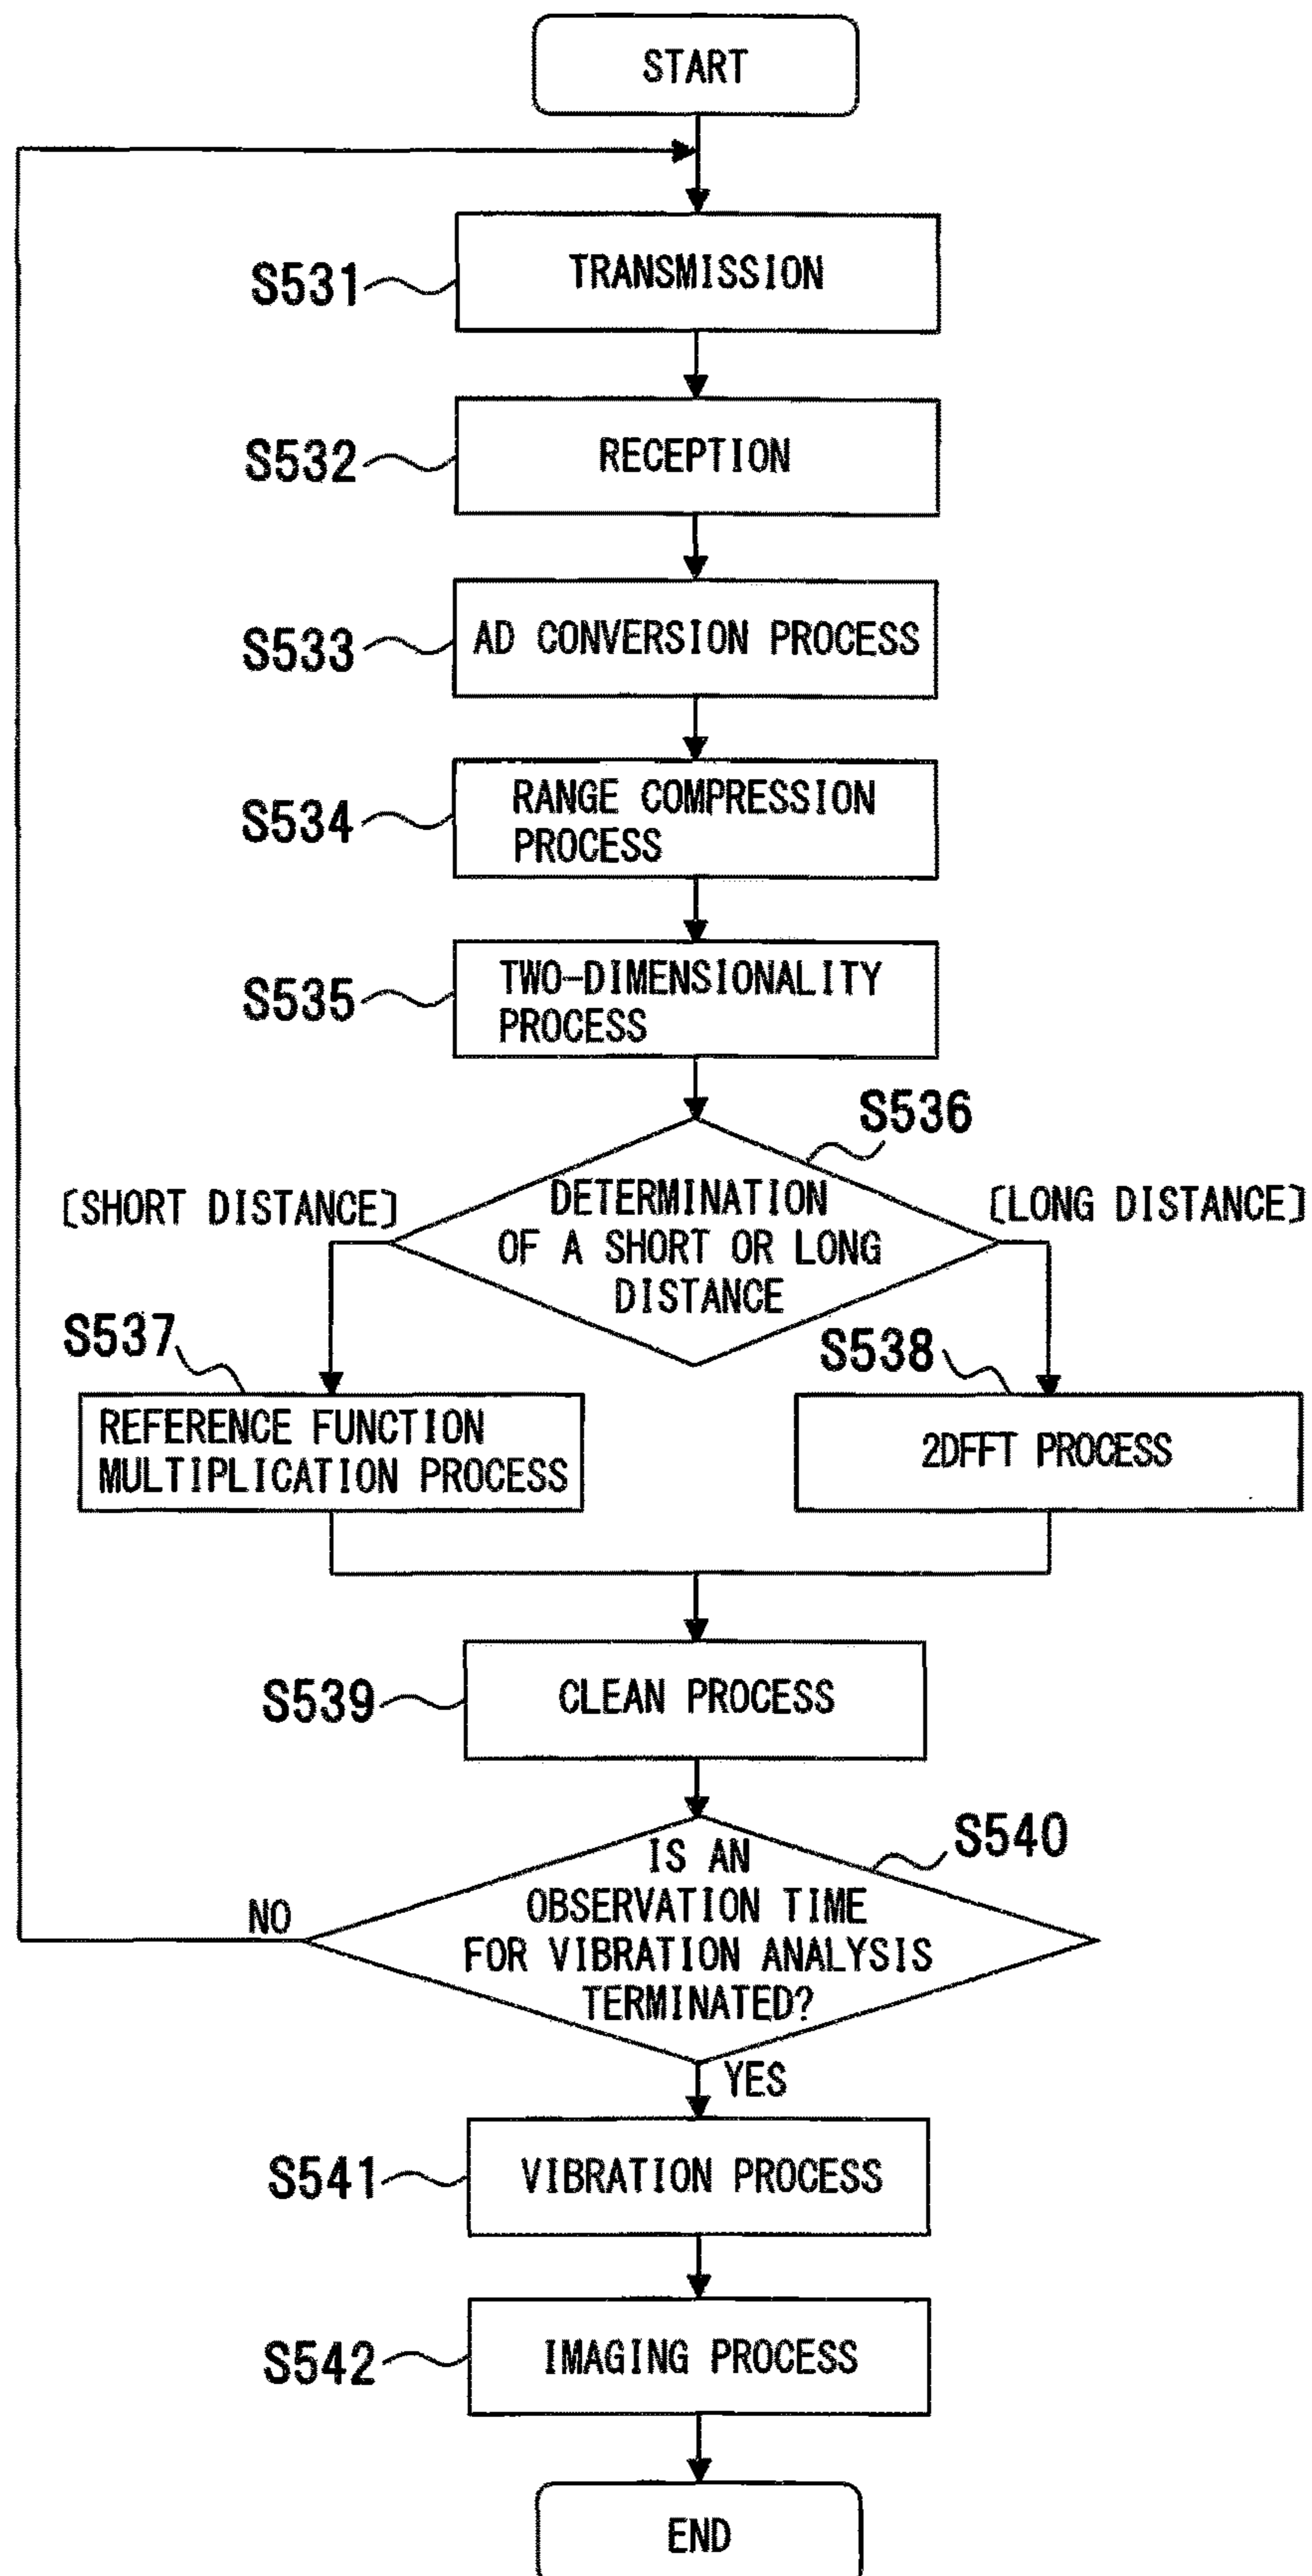 START
S531
TRANSMISSION
S532
RECEPTION
S533
AD CONVERSION PROCESS
S534
RANGE COMPRESSION
PROCESS
S535
TWO-DIMENSIONALITY
PROCESS
S536
DETERMINATION
OF A SHORT OR LONG
DISTANCE
[SHORT DISTANCE]
[LONG DISTANCE]
S537
REFERENCE FUNCTION
MULTIPLICATION PROCESS
S538
2DFFT PROCESS
S539
CLEAN PROCESS
S540
IS AN
OBSERVATION TIME
FOR VIBRATION ANALYSIS
TERMINATED?
NO
YES
S541
VIBRATION PROCESS
S542
IMAGING PROCESS
END